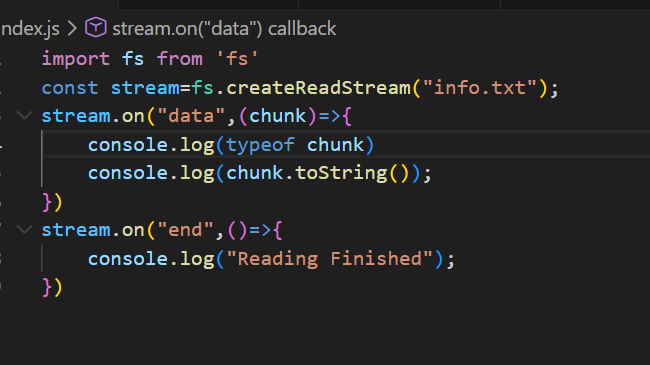 ndex.js > stream.on("data") callback
import fs from 'fs'
const stream=fs.createReadStream("info.txt");
stream.on("data",(chunk)=>{
console.log(typeof chunk)
console.log(chunk.toString());
})
stream.on("end",()=>{
console.log("Reading Finished");
})